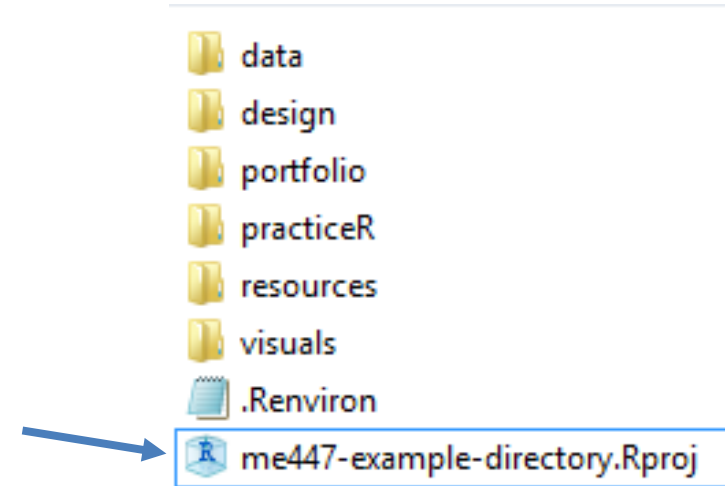 data
design
portfolio
practiceR
resources
visuals
.Renviron
me447-example-directory.Rproj